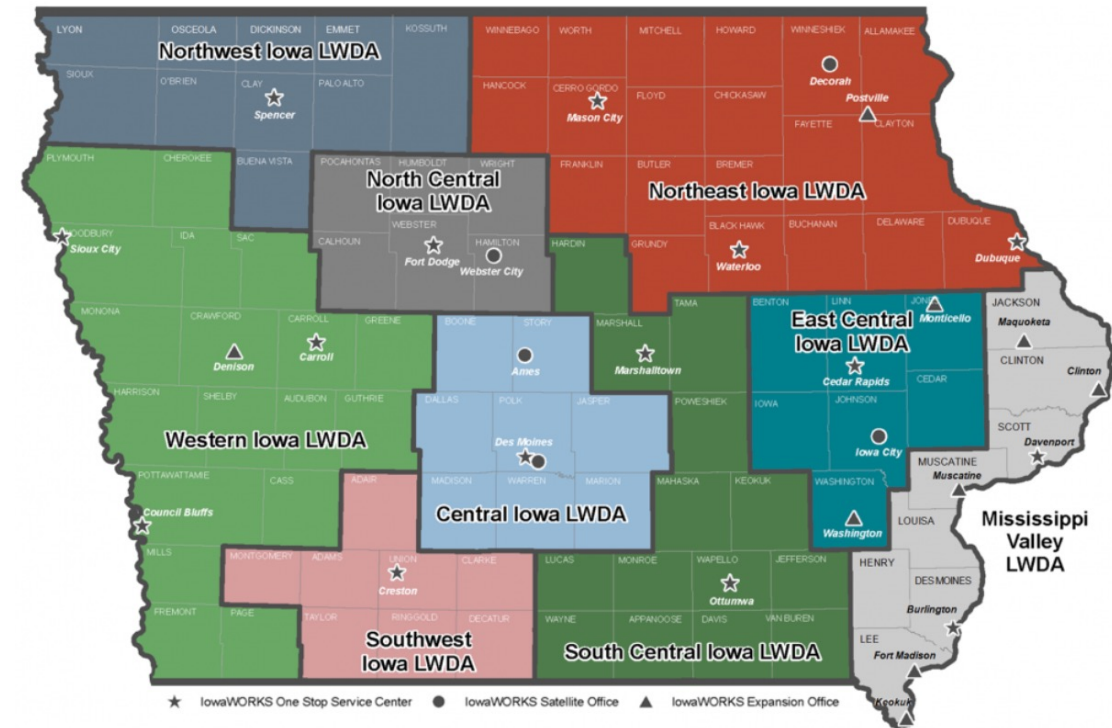 LYON
OSCEOLA
DICKINSON
EMMET
KOSSUTH
WINNEBAGO
WORTH
MITCHELL
HOWARD
WINNESHIEK
ALLAMAKEE
Northwest Iowa LWDA
SIOUX
O'BRIEN
CLAY
PALO ALTO
Spencer
HANCOCK
CERRO GORDO
Mason City
FLOYD
CHICKASAW
Decorah
Postville
FAYETTE
CLAYTON
PLYMOUTH
CHEROKEE
BUENA VISTA
POCAHONTAS
HUMBOLDT
WRIGHT
FRANKLIN
BUTLER
BREMER
North Central
Iowa LWDA
Northeast Iowa LWDA
WOODBURY
Sioux City
IDA
SAC
CALHOUN
WEBSTER
Fort Dodge
HAMILTON
Webster City
HARDIN
GRUNDY
BLACK HAWK
Waterloo
BUCHANAN
DELAWARE
DUBUQUE
Dubuque
MONONA
CRAWFORD
Denison
CARROLL
Carroll
GREENE
BOONE
STORY
Ames
MARSHALL
Marshalltown
TAMA
BENTON
LINN
JONES
Monticello
East Central
Iowa LWDA
Cedar Rapids
JACKSON
Maquoketa
CLINTON
Clinton
HARRISON
SHELBY
AUDUBON
GUTHRIE
DALLAS
POLK
Des Moines
JASPER
POWESHIEK
IOWA
JOHNSON
Iowa City
CEDAR
SCOTT
Davenport
Western Iowa LWDA
MUSCATINE
Muscatine
POTTAWATTAMIE
Council Bluffs
CASS
ADAIR
MADISON
WARREN
MARION
MAHASKA
KEOKUK
WASHINGTON
Washington
LOUISA
Central Iowa LWDA
Mississippi
Valley
LWDA
MILLS
MONTGOMERY
ADAMS
UNION
Creston
CLARKE
LUCAS
MONROE
WAPELLO
Ottumwa
JEFFERSON
HENRY
DES MOINES
Burlington
FREMONT
PAGE
TAYLOR
RINGGOLD
DECATUR
WAYNE
APPANOOSE
DAVIS
VAN BUREN
LEE
Fort Madison
Keokuk
Southwest
Iowa LWDA
South Central Iowa LWDA
IowaWORKS One Stop Service Center
IowaWORKS Satellite Office
IowaWORKS Expansion Office